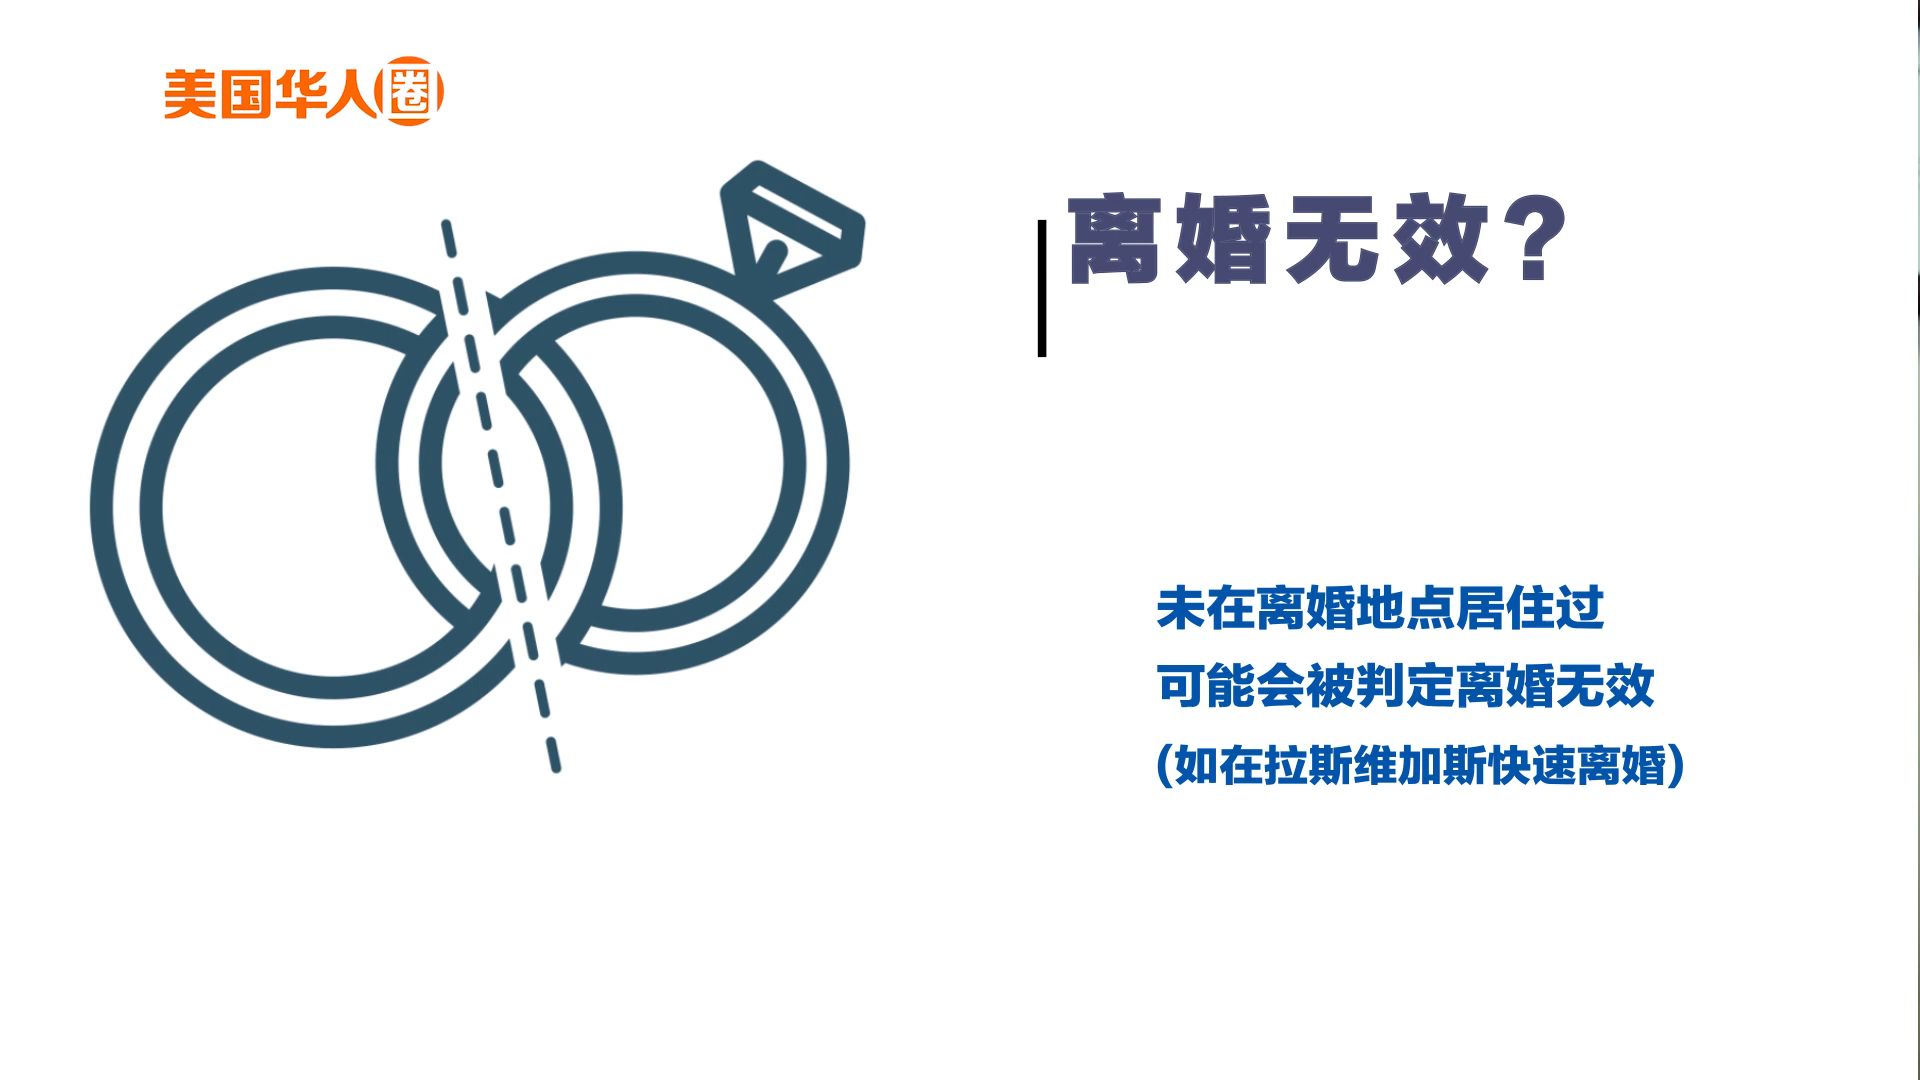 美国华人圈
离婚无效?
未在离婚地点居住过
可能会被判定离婚无效
(如在拉斯维加斯快速离婚)